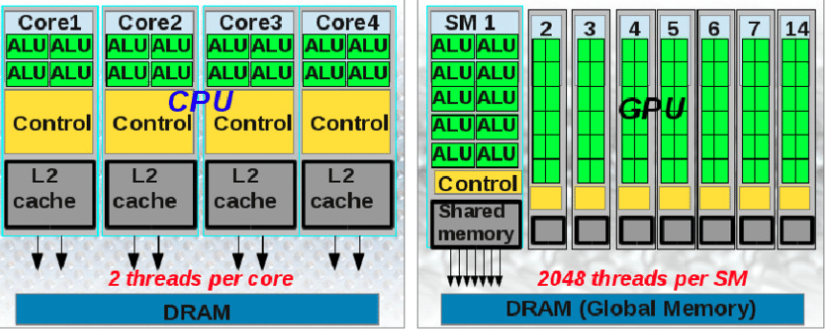 Core1 Core2 Core3 Core4
ALU ALU ALU ALU ALU ALU ALU ALU
ALU ALU ALU ALU ALU ALU ALU ALU
CPU
Control Control Control Control
L2 cache L2 cache L2 cache L2 cache
2 threads per core
DRAM
SM 1 2 3 4 5 6 7 14
ALU ALU
ALU ALU
ALU ALU
ALU ALU
ALU ALU
GPU
Control
Shared
memory
2048 threads per SM
DRAM (Global Memory)